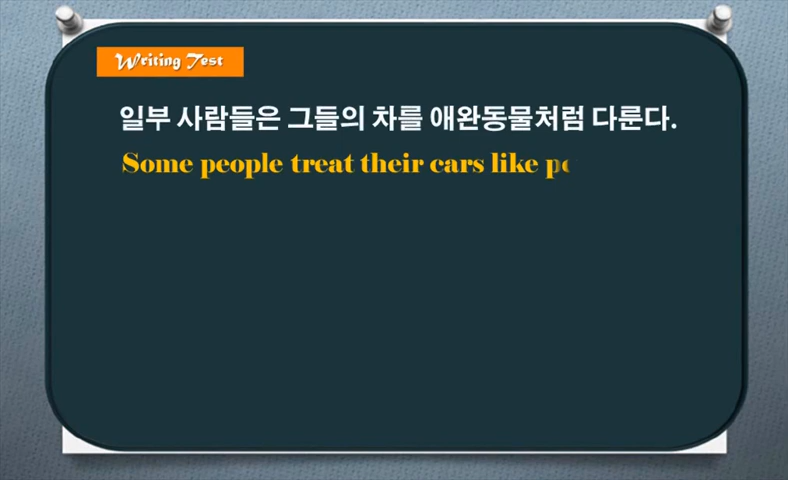 Writing Test
일부 사람들은 그들의 차를 애완동물처럼 다룬다.
Some people treat their cars like